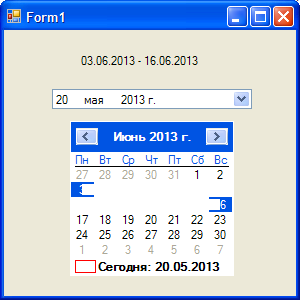 Form1
03.06.2013 - 16.06.2013
20 мая 2013 г.
Июнь 2013 г.
Пн Вт Ср Чт Пт Сб Вс
27 28 29 30 31 1 2
3
6
17 18 19 20 21 22 23
24 25 26 27 28 29 30
1 2 3 4 5 6 7
Сегодня: 20.05.2013